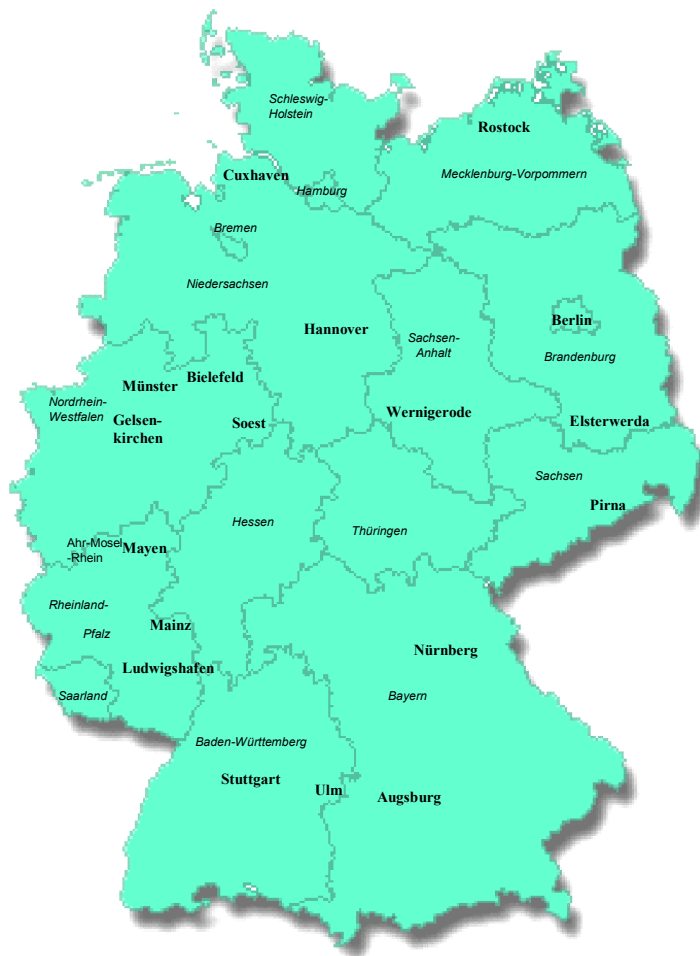 Schleswig-
Holstein
Rostock
Cuxhaven
Hamburg
Mecklenburg-Vorpommern
Bremen
Niedersachsen
Hannover
Berlin
Sachsen-
Anhalt
Brandenburg
Bielefeld
Münster
Nordrhein-
Westfalen
Gelsen-
kirchen
Soest
Wernigerode
Elsterwerda
Sachsen
Pirna
Hessen
Thüringen
Ahr-Mosel
-Rhein
Mayen
Rheinland-
Pfalz
Mainz
Nürnberg
Ludwigshafen
Saarland
Bayern
Baden-Württemberg
Stuttgart
Ulm
Augsburg